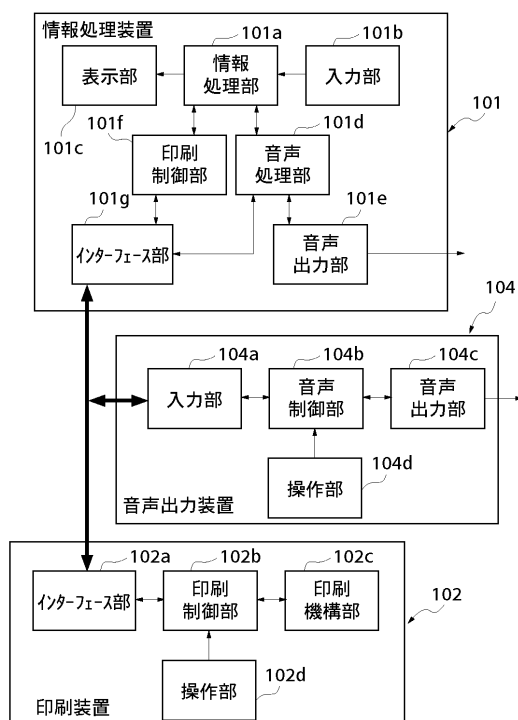 情報処理装置
101a
101b
表示部
情報
処理部
入力部
101c
101f
101d
101
印刷
制御部
音声
処理部
101g
101e
インターフェース部
音声
出力部
104
104a
104b
104c
入力部
音声
制御部
音声
出力部
104d
操作部
音声出力装置
102a
102b
102c
インターフェース部
印刷
制御部
印刷
機構部
102
102d
操作部
印刷装置